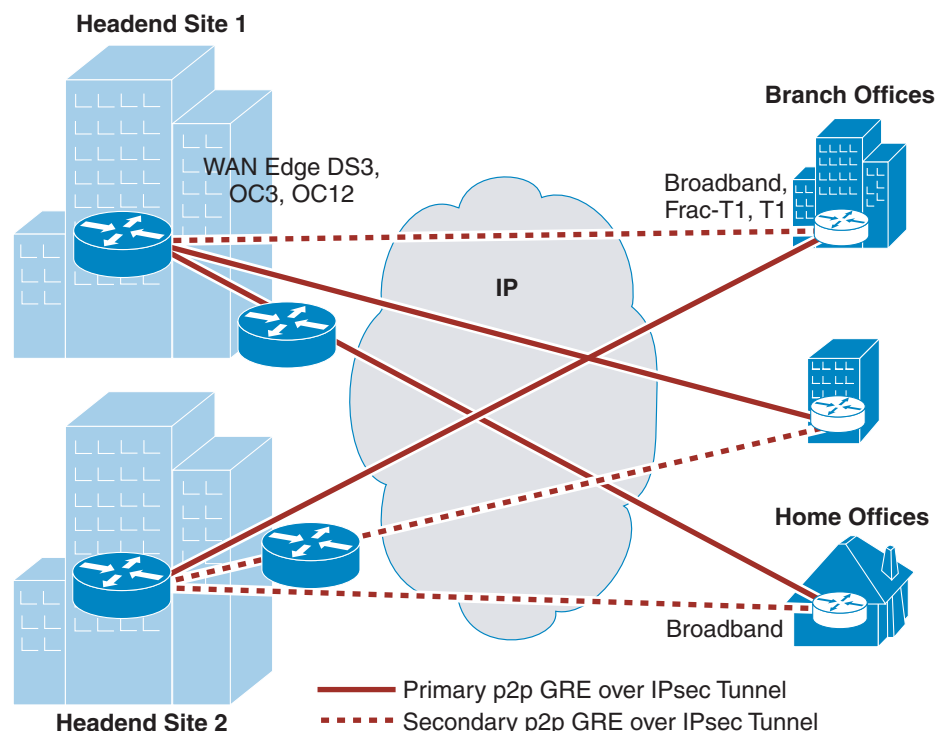 Headend Site 1
Branch Offices
WAN Edge DS3,
OC3, OC12
Broadband,
Frac-T1, T1
IP
Home Offices
Broadband
Primary p2p GRE over IPsec Tunnel
Headend Site 2
Secondary p2p GRE over IPsec Tunnel